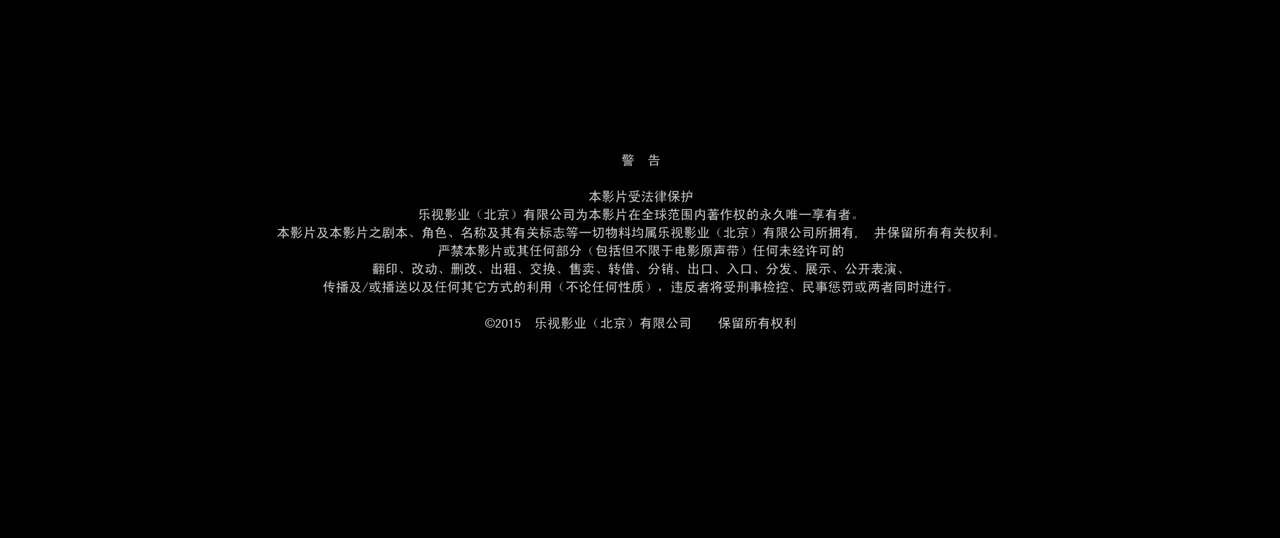 警　告
本影片受法律保护
乐视影业（北京）有限公司为本影片在全球范围内著作权的永久唯一享有者。
本影片及本影片之剧本、角色、名称及其有关标志等一切物料均属乐视影业（北京）有限公司所拥有, 并保留所有有关权利。
严禁本影片或其任何部分（包括但不限于电影原声带）任何未经许可的
翻印、改动、删改、出租、交换、售卖、转借、分销、出口、入口、分发、展示、公开表演、
传播及/或播送以及任何其它方式的利用（不论任何性质），违反者将受刑事检控、民事惩罚或两者同时进行。
©2015　乐视影业（北京）有限公司　　保留所有权利